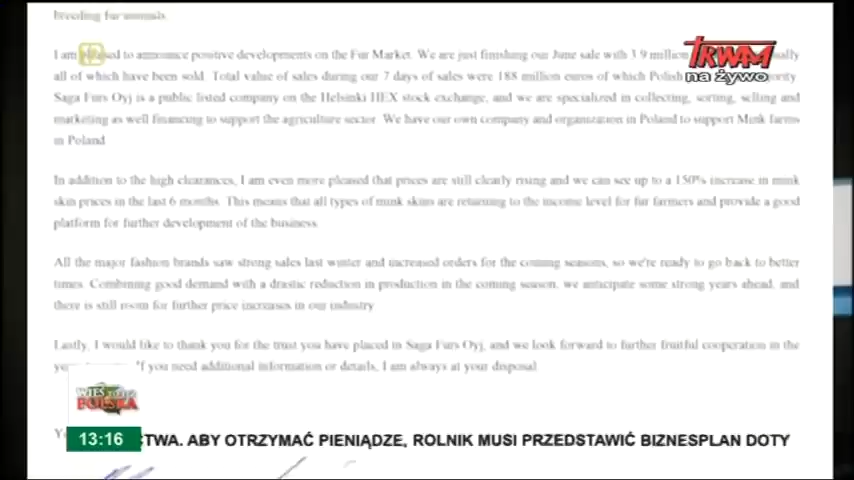 breeding fur animals.
I am pleased to announce positive developments on the Fur Market. We are just finishing our June sale with 3.9 million
all of which have been sold. Total value of sales during our 7 days of sales were 188 million euros of which Polish
Saga Furs Oyj is a public listed company on the Helsinki HEX stock exchange, and we are specialized in collecting, sorting, selling and
marketing as well financing to support the agriculture sector. We have our own company and organization in Poland to support Mink farms
in Poland
In addition to the high clearances, I am even more pleased that prices are still clearly rising and we can see up to a 150% increase in mink
skin prices in the last 6 months. This means that all types of mink skins are returning to the income level for fur farmers and provide a good
platform for further development of the business.
All the major fashion brands saw strong sales last winter and increased orders for the coming seasons, so we're ready to go back to better
times. Combining good demand with a drastic reduction in production in the coming season, we anticipate some strong years ahead, and
there is still room for further price increases in our industry
Lastly, I would like to thank you for the trust you have placed in Saga Furs Oyj, and we look forward to further fruitful cooperation in the
If you need additional information or details, I am always at your disposal.
12
TRWAM
na żywo
WIEŚ
POLSKA
13:16
CTWA. ABY OTRZYMAĆ PIENIĄDZE, ROLNIK MUSI PRZEDSTAWIĆ BIZNESPLAN DOTY